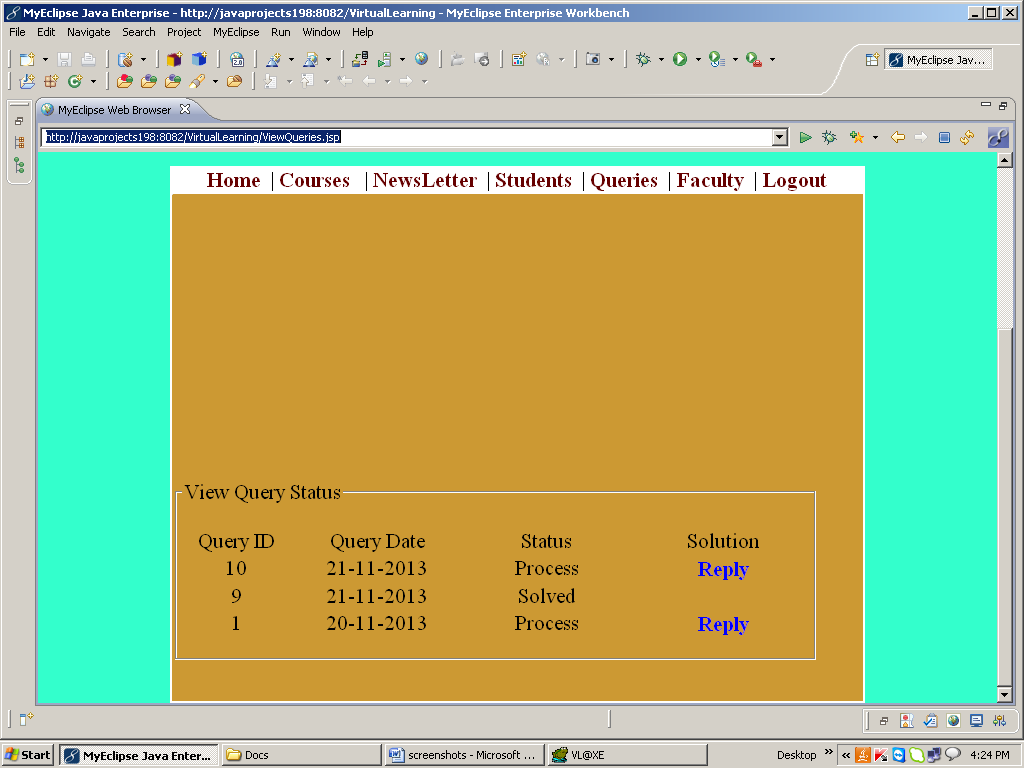 MyEclipse Java Enterprise - http://javaprojects198:8082/VirtualLearning - MyEclipse Enterprise Workbench
File Edit Navigate Search Project MyEclipse Run Window Help
2.0
MyEclipse Jav...
MyEclipse Web Browser
http://javaprojects198:8082/VirtualLearning/ViewQueries.jsp
Home | Courses | NewsLetter | Students | Queries | Faculty | Logout
View Query Status
Query ID Query Date Status Solution
10 21-11-2013 Process Reply
9 21-11-2013 Solved
1 20-11-2013 Process Reply
Start MyEclipse Java Enter... Docs screenshots - Microsoft ... VL@XE Desktop » « 4:24 PM